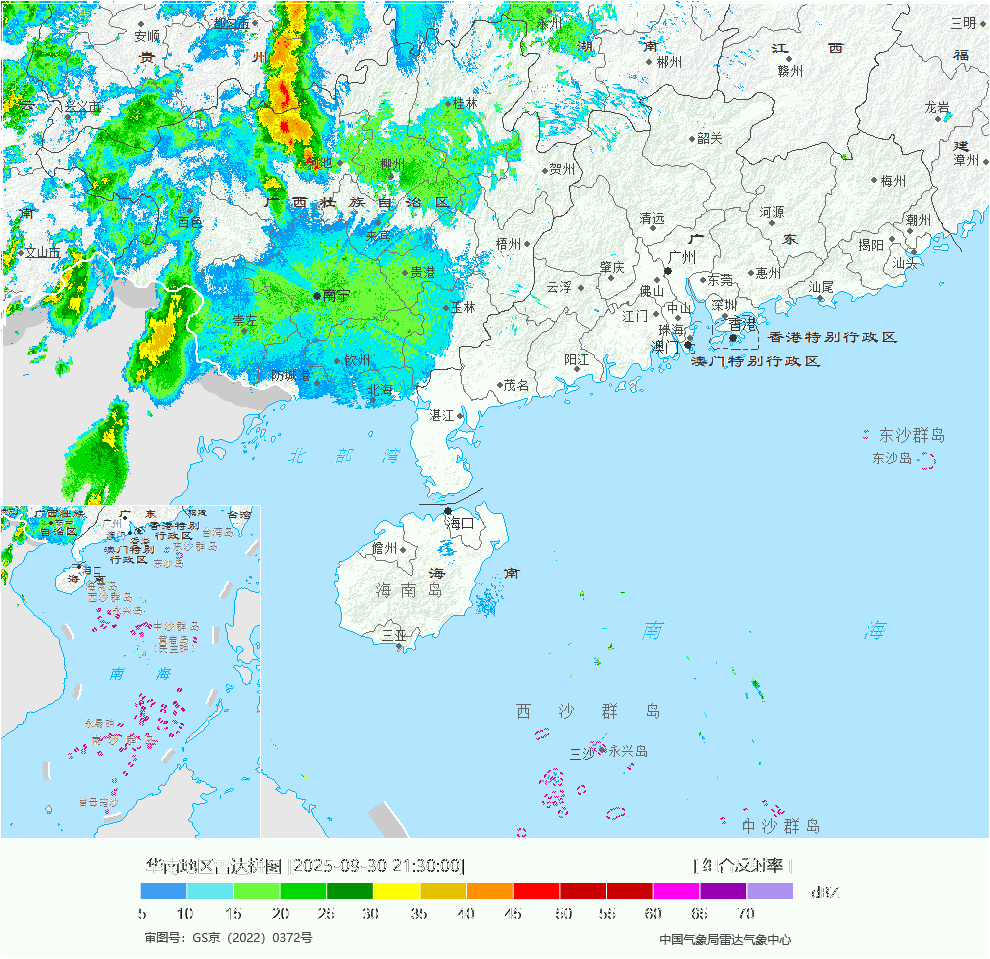 安顺
都匀市
永州
三明
贵
州
湖
南
江
西
福
郴州
赣州
云
桂林
龙岩
韶关
建
漳州
河池
柳州
贺州
梅州
广西壮族自治区
南
百色
清远
河源
潮州
来宾
梧州
广
东
揭阳
文山市
广州
汕头
贵港
肇庆
惠州
东莞
南宁
云浮
佛山
汕尾
玉林
江门
中山
深圳
崇左
珠海
香港
香港特别行政区
澳门
澳门特别行政区
钦州
阳江
防城港
茂名
北海
湛江
东沙群岛
北部湾
东沙岛
海口
儋州
海
南
海南岛
三亚
南
海
西沙群岛
三沙
永兴岛
中沙群岛
广西壮族
自治区
广东
福建
台湾
广州
香港特别
行政区
台湾岛
澳门特别
行政区
东沙群岛
东沙岛
海口
海南
海南岛
西沙群岛
永兴岛
中沙群岛
黄岩岛
(民主礁)
南海
永暑礁
南沙群岛
曾母暗沙
华南地区雷达拼图 [2025-09-30 21:30:00]
[组合反射率]
5 10 15 20 25 30 35 40 45 50 55 60 65 70
dBZ
审图号：GS京（2022）0372号
中国气象局雷达气象中心